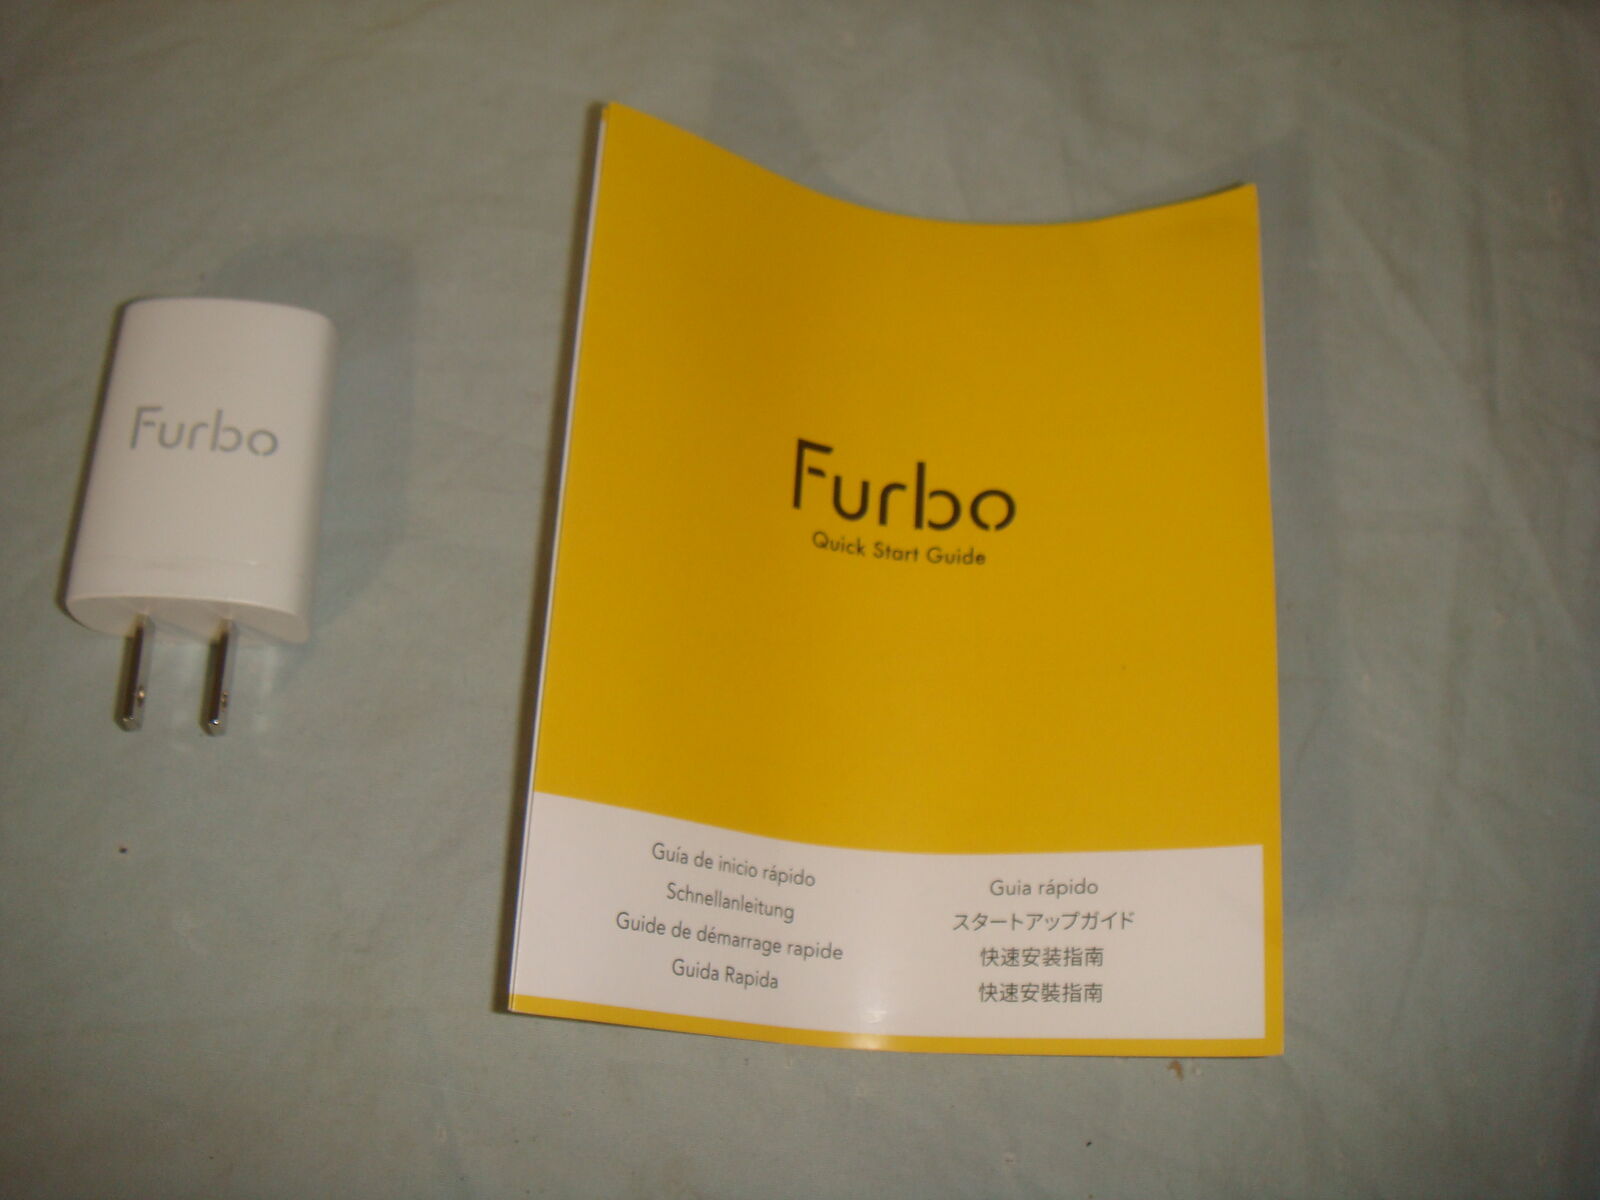 Furbo
Furbo
Quick Start Guide
Guía de inicio rápido
Schnellanleitung
Guide de démarrage rapide
Guida Rapida
Guia rápido
スタートアップガイド
快速安装指南
快速安裝指南